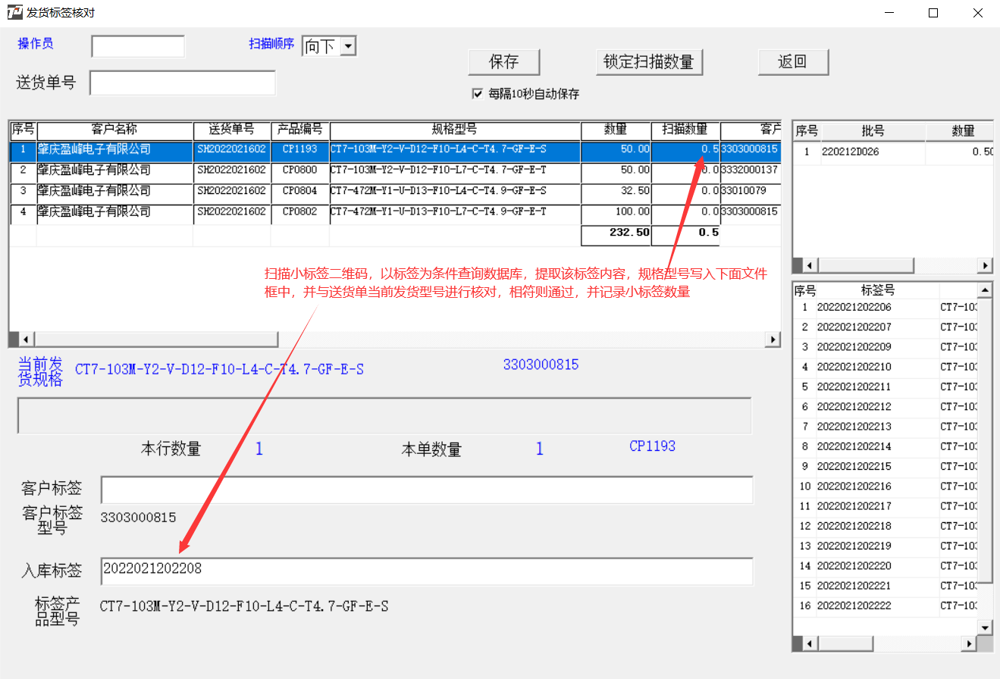 发货标签核对
操作员
扫描顺序 向下
保存 锁定扫描数量 返回
送货单号
每隔10秒自动保存
序号 客户名称 送货单号 产品编号 规格型号 数量 扫描数量 客户
1 肇庆盈峰电子有限公司 SH2022021602 CP1193 CT7-103M-Y2-V-D12-F10-L4-C-T4.7-GF-E-S 50.00 0.5 3303000815
2 肇庆盈峰电子有限公司 SH2022021602 CP0800 CT7-103M-Y2-V-D12-F10-L7-C-T4.7-GF-E-T 50.00 0.0 3332000137
3 肇庆盈峰电子有限公司 SH2022021602 CP0804 CT7-472M-Y1-U-D13-F10-L4-C-T4.9-GF-E-S 32.50 0.0 33010079
4 肇庆盈峰电子有限公司 SH2022021602 CP0802 CT7-472M-Y1-U-D13-F10-L7-C-T4.9-GF-E-T 100.00 0.0 3303000815
232.50 0.5
扫描小标签二维码，以标签为条件查询数据库，提取该标签内容，规格型号写入下面文件
框中，并与送货单当前发货型号进行核对，相符则通过，并记录小标签数量
序号 批号 数量
1 220212D026 0.50
当前发
货规格
CT7-103M-Y2-V-D12-F10-L4-C-T4.7-GF-E-S 3303000815
本行数量 1 本单数量 1 CP1193
客户标签
客户标签
型号
3303000815
入库标签 2022021202208
标签产
品型号
CT7-103M-Y2-V-D12-F10-L4-C-T4.7-GF-E-S
序号 标签号
1 2022021202206 CT7-103
2 2022021202207 CT7-103
3 2022021202209 CT7-103
4 2022021202210 CT7-103
5 2022021202211 CT7-103
6 2022021202212 CT7-103
7 2022021202213 CT7-103
8 2022021202214 CT7-103
9 2022021202215 CT7-103
10 2022021202216 CT7-103
11 2022021202217 CT7-103
12 2022021202218 CT7-103
13 2022021202219 CT7-103
14 2022021202220 CT7-103
15 2022021202221 CT7-103
16 2022021202222 CT7-103